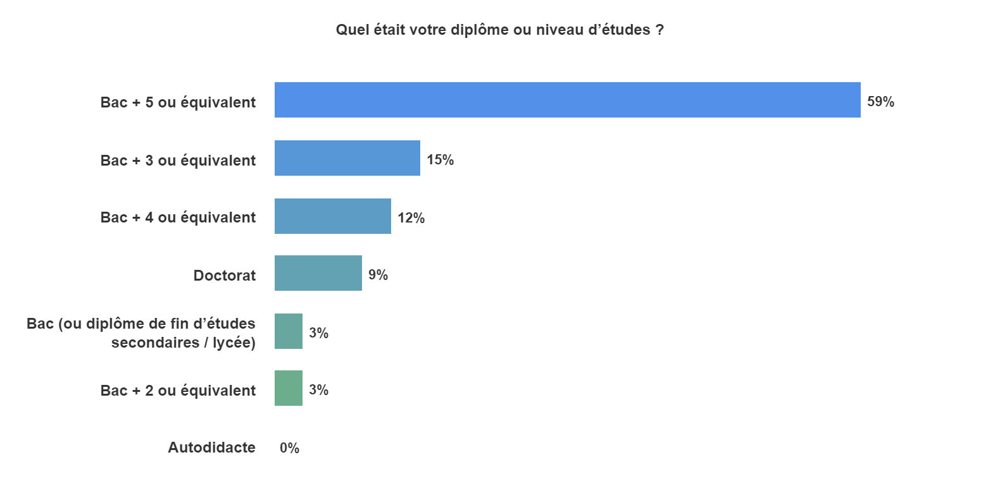 Quel était votre diplôme ou niveau d’études ?
Bac + 5 ou équivalent
59%
Bac + 3 ou équivalent
15%
Bac + 4 ou équivalent
12%
Doctorat
9%
Bac (ou diplôme de fin d’études
secondaires / lycée)
3%
Bac + 2 ou équivalent
3%
Autodidacte
0%